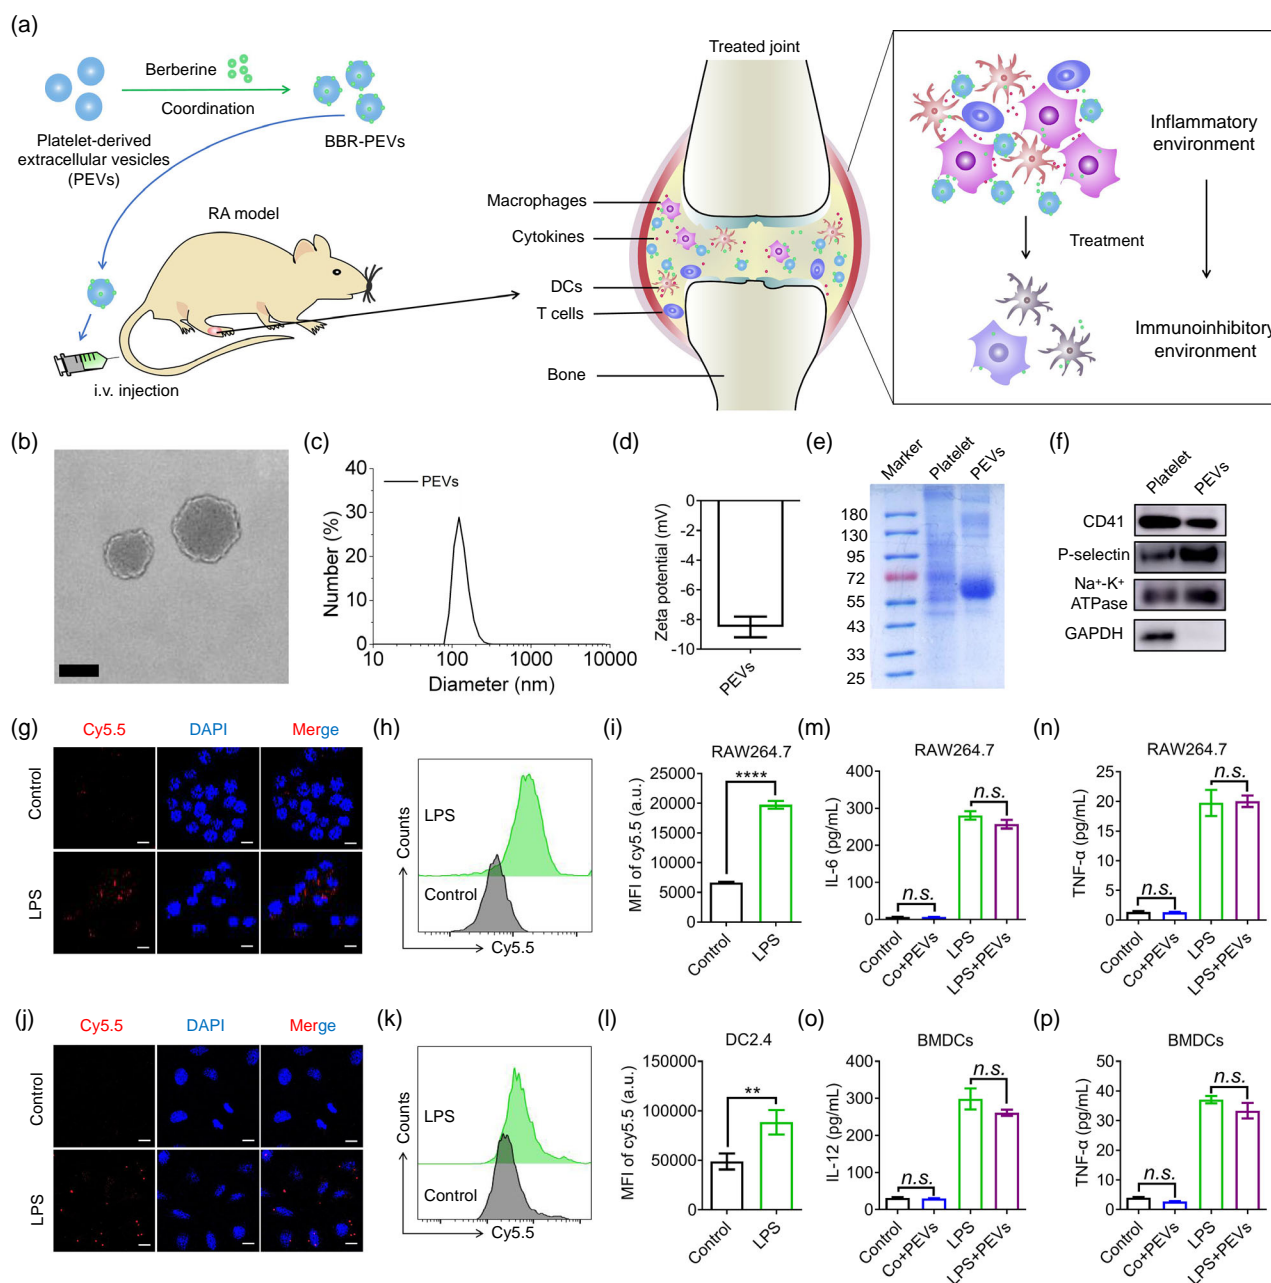 (a)
Berberine
Coordination
Platelet-derived
extracellular vesicles
(PEVs)
BBR-PEVs
RA model
i.v. injection
Treated joint
Macrophages
Cytokines
DCs
T cells
Bone
Inflammatory
environment
Treatment
Immunoinhibitory
environment
(b)
(c)
PEVs
Number (%)
40
30
20
10
0
10
100
1000
10000
Diameter (nm)
(d)
Zeta potential (mV)
0
-2
-4
-6
-8
-10
PEVs
(e)
Marker
Platelet
PEVs
180
130
95
72
55
43
33
25
(f)
Platelet
PEVs
CD41
P-selectin
Na⁺-K⁺
ATPase
GAPDH
(g)
Cy5.5
DAPI
Merge
Control
LPS
(h)
Counts
LPS
Control
Cy5.5
(i)
RAW264.7
MFI of cy5.5 (a.u.)
25000
20000
15000
10000
5000
0
****
Control
LPS
(m)
RAW264.7
IL-6 (pg/mL)
400
300
200
100
0
n.s.
n.s.
Control
Co+PEVs
LPS
LPS+PEVs
(n)
RAW264.7
TNF-α (pg/mL)
25
20
15
10
5
0
n.s.
n.s.
Control
Co+PEVs
LPS
LPS+PEVs
(j)
Cy5.5
DAPI
Merge
Control
LPS
(k)
Counts
LPS
Control
Cy5.5
(l)
DC2.4
MFI of cy5.5 (a.u.)
150000
100000
50000
0
**
Control
LPS
(o)
BMDCs
IL-12 (pg/mL)
400
300
200
100
0
n.s.
n.s.
Control
Co+PEVs
LPS
LPS+PEVs
(p)
BMDCs
TNF-α (pg/mL)
50
40
30
20
10
0
n.s.
n.s.
Control
Co+PEVs
LPS
LPS+PEVs